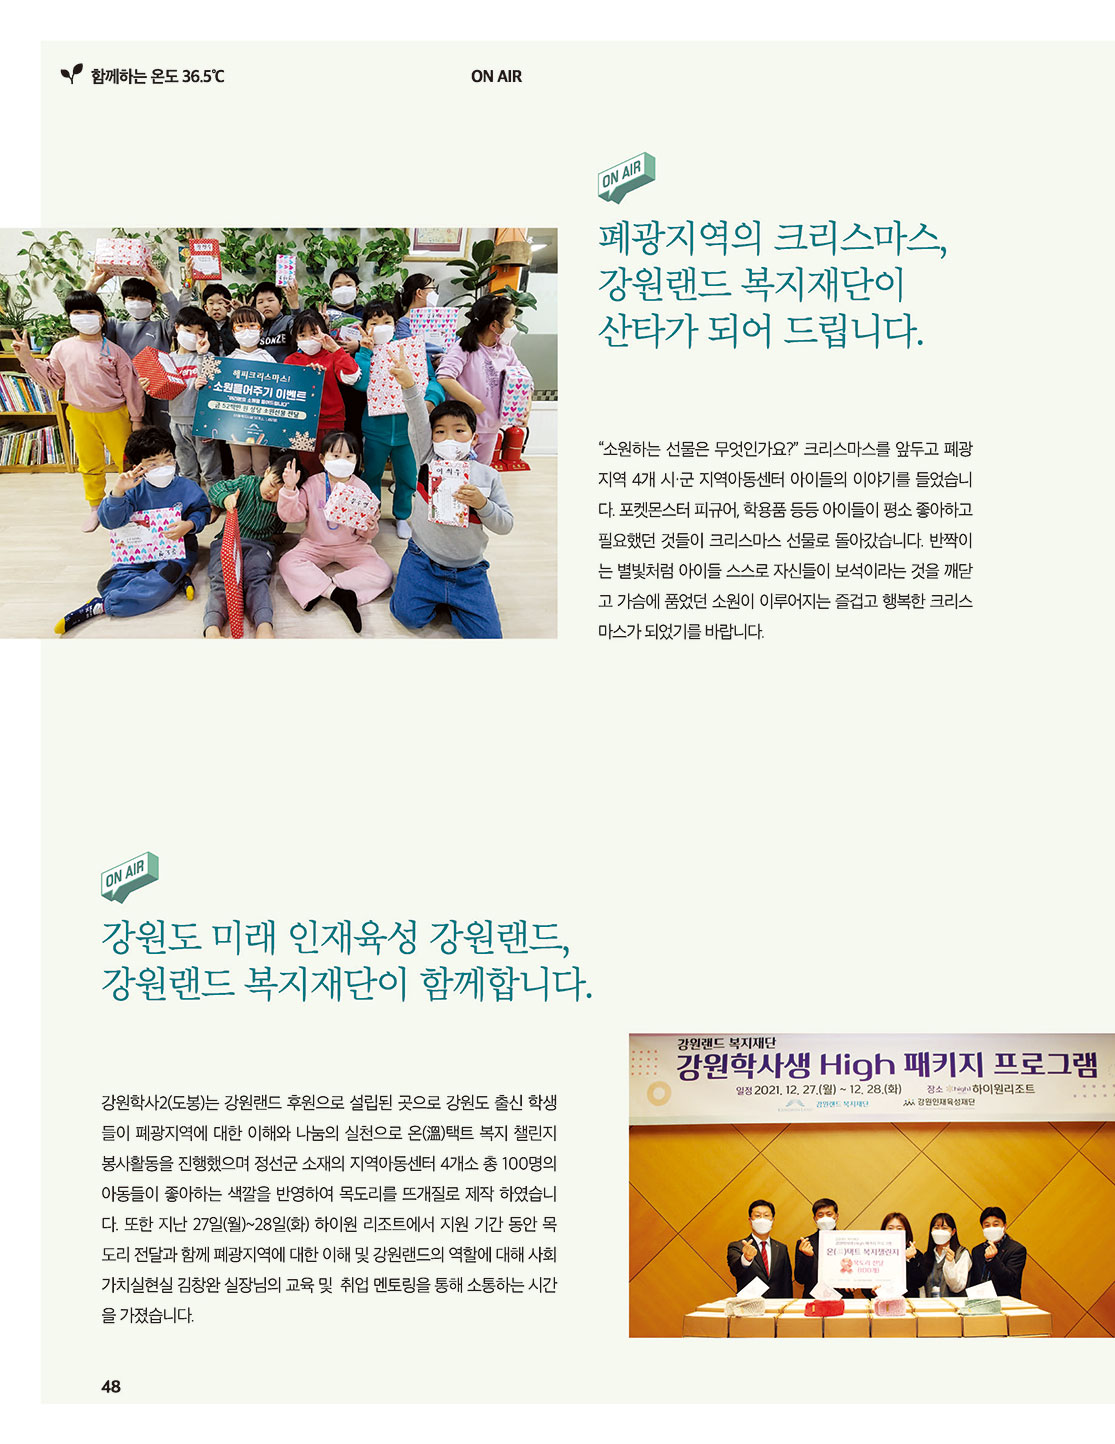 함께하는 온도 36.5℃
ON AIR
ON AIR
폐광지역의 크리스마스,
강원랜드 복지재단이
산타가 되어 드립니다.
해피크리스마스!
소원들어주기 이벤트
금 52백만 원 상당 소원선물 전달
“소원하는 선물은 무엇인가요?” 크리스마스를 앞두고 폐광
지역 4개 시·군 지역아동센터 아이들의 이야기를 들었습니
다. 포켓몬스터 피규어, 학용품 등등 아이들이 평소 좋아하고
필요했던 것들이 크리스마스 선물로 돌아갔습니다. 반짝이
는 별빛처럼 아이들 스스로 자신들이 보석이라는 것을 깨닫
고 가슴에 품었던 소원이 이루어지는 즐겁고 행복한 크리스
마스가 되었기를 바랍니다.
ON AIR
강원도 미래 인재육성 강원랜드,
강원랜드 복지재단이 함께합니다.
강원학사2(도봉)는 강원랜드 후원으로 설립된 곳으로 강원도 출신 학생
들이 폐광지역에 대한 이해와 나눔의 실천으로 온(溫)택트 복지 챌린지
봉사활동을 진행했으며 정선군 소재의 지역아동센터 4개소 총 100명의
아동들이 좋아하는 색깔을 반영하여 목도리를 뜨개질로 제작 하였습니
다. 또한 지난 27일(월)~28일(화) 하이원 리조트에서 지원 기간 동안 목
도리 전달과 함께 폐광지역에 대한 이해 및 강원랜드의 역할에 대해 사회
가치실현실 김창완 실장님의 교육 및 취업 멘토링을 통해 소통하는 시간
을 가졌습니다.
강원랜드 복지재단
강원학사생 High 패키지 프로그램
일정 2021. 12. 27.(월) ~ 12. 28.(화) 장소 high1 하이원리조트
강원랜드 복지재단 강원인재육성재단
택트 복지챌린지
목도리 전달
(100개)
48